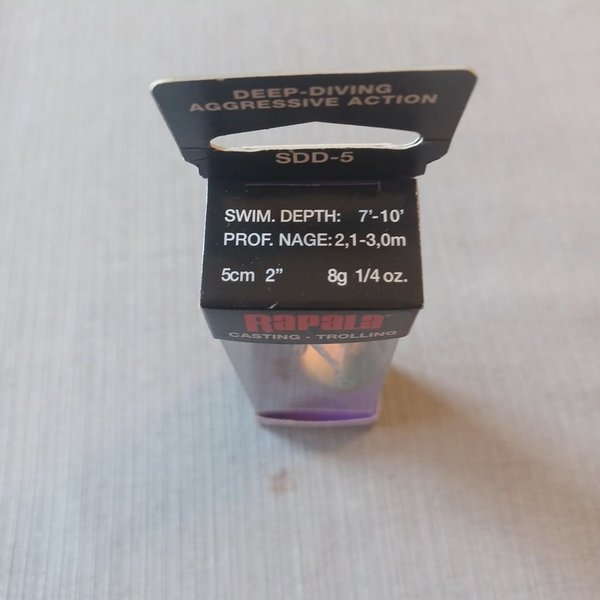 DEEP-DIVING
AGGRESSIVE ACTION
SDD-5
SWIM. DEPTH: 7'-10'
PROF. NAGE: 2,1-3,0m
5cm 2" 8g 1/4 oz.
Rapala
CASTING - TROLLING